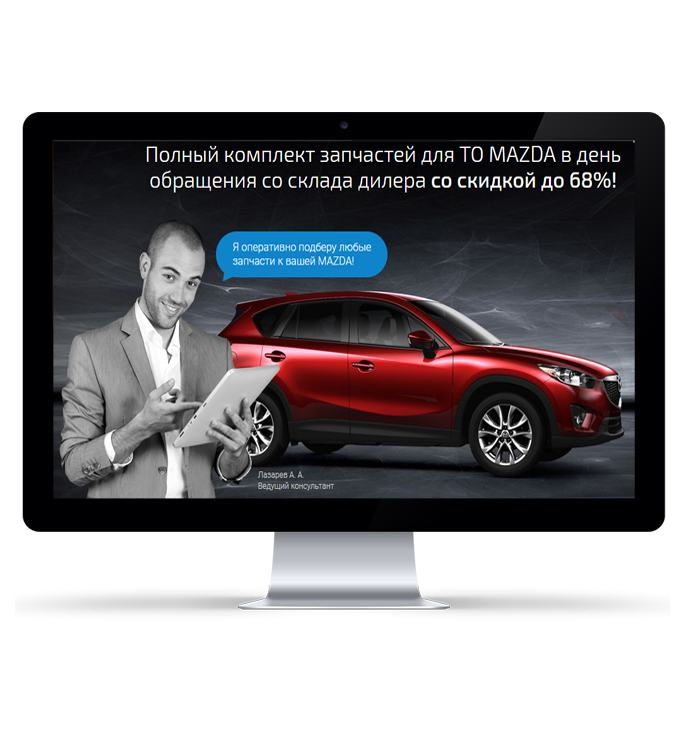 Полный комплект запчастей для ТО MAZDA в день
обращения со склада дилера со скидкой до 68%!
Я оперативно подберу любые
запчасти к вашей MAZDA!
Лазарев А. А.
Ведущий консультант